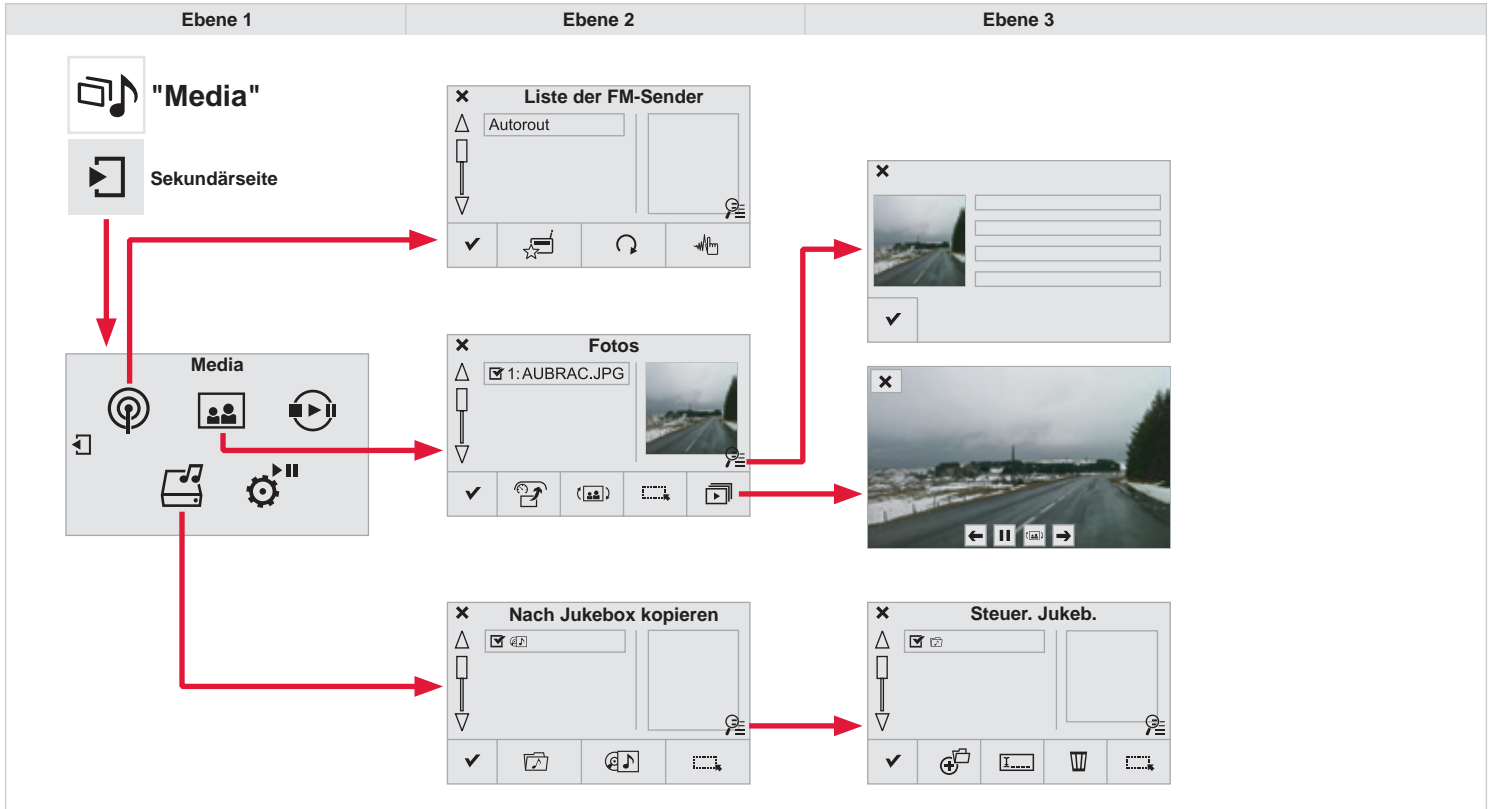 Ebene 1
Ebene 2
Ebene 3
"Media"
Sekundärseite
Media
Liste der FM-Sender
Autorout
Fotos
1: AUBRAC.JPG
Nach Jukebox kopieren
Steuer. Jukeb.